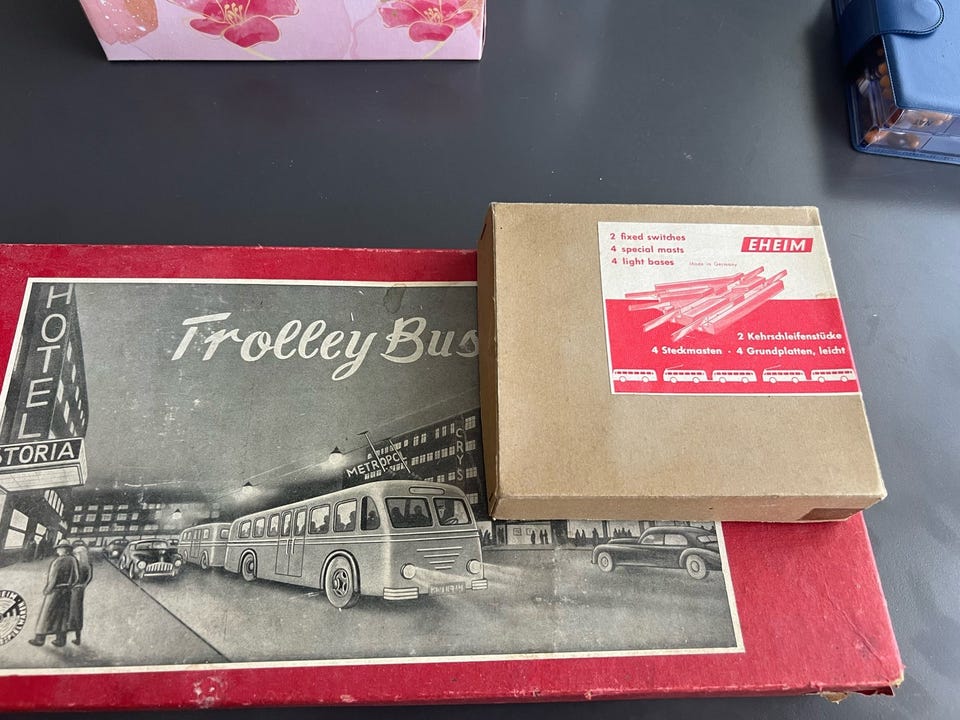 Trolley Bus
HOTEL
STORIA
METROPOL
CRYS
2 fixed switches
4 special masts
4 light bases made in Germany
EHEIM
2 Kehrschleifenstücke
4 Steckmasten · 4 Grundplatten, leicht